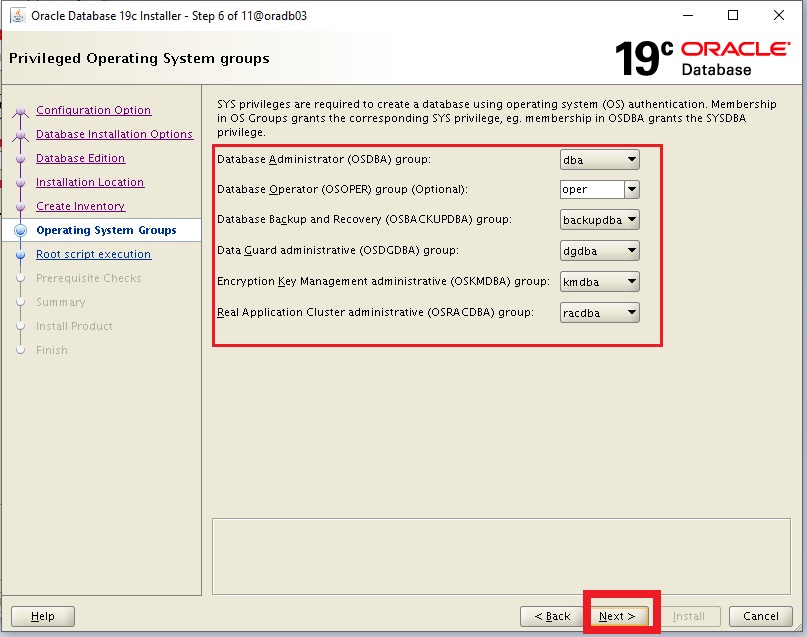 Oracle Database 19c Installer - Step 6 of 11@oradb03
Privileged Operating System groups
19c ORACLE
Database
Configuration Option
Database Installation Options
Database Edition
Installation Location
Create Inventory
Operating System Groups
Root script execution
Prerequisite Checks
Summary
Install Product
Finish
SYS privileges are required to create a database using operating system (OS) authentication. Membership
in OS Groups grants the corresponding SYS privilege, eg. membership in OSDBA grants the SYSDBA
privilege.
Database Administrator (OSDBA) group: dba
Database Operator (OSOPER) group (Optional): oper
Database Backup and Recovery (OSBACKUPDBA) group: backupdba
Data Guard administrative (OSDGDBA) group: dgdba
Encryption Key Management administrative (OSKMDBA) group: kmdba
Real Application Cluster administrative (OSRACDBA) group: racdba
Help < Back Next > Install Cancel